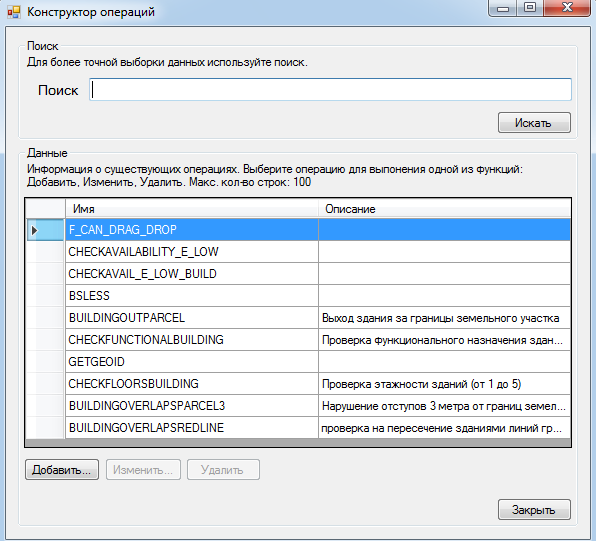 Конструктор операций
Поиск
Для более точной выборки данных используйте поиск.
Поиск
Искать
Данные
Информация о существующих операциях. Выберите операцию для выпонения одной из функций:
Добавить, Изменить, Удалить. Макс. кол-во строк: 100
Имя Описание
F_CAN_DRAG_DROP
CHECKAVAILABILITY_E_LOW
CHECKAVAIL_E_LOW_BUILD
BSLESS
BUILDINGOUTPARCEL Выход здания за границы земельного участка
CHECKFUNCTIONALBUILDING Проверка функционального назначения здан...
GETGEOID
CHECKFLOORSBUILDING Проверка этажности зданий (от 1 до 5)
BUILDINGOVERLAPSPARCEL3 Нарушение отступов 3 метра от границ земел...
BUILDINGOVERLAPSREDLINE проверка на пересечение зданиями линий гр...
Добавить... Изменить... Удалить
Закрыть